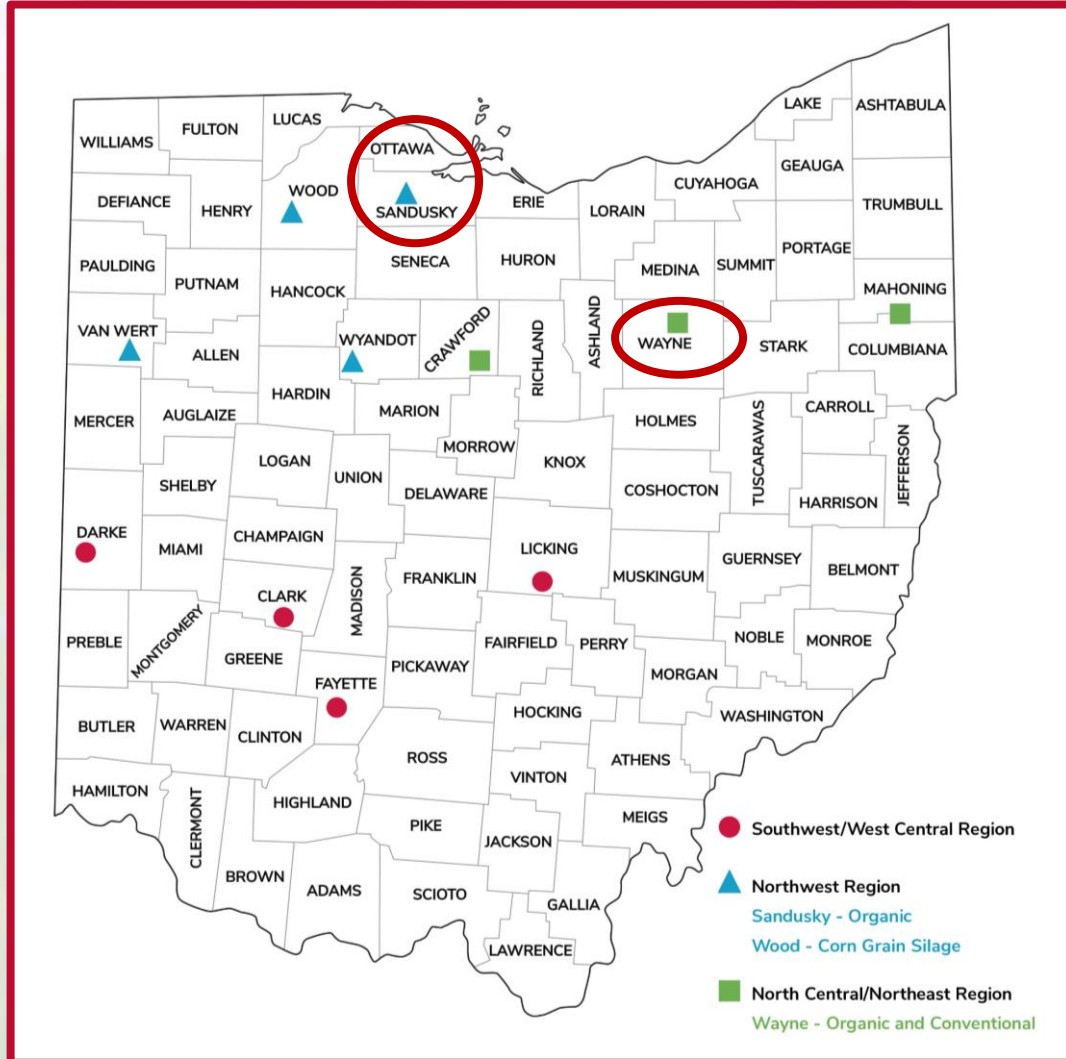 LAKE
ASHTABULA
LUCAS
FULTON
WILLIAMS
OTTAWA
GEAUGA
CUYAHOGA
WOOD
DEFIANCE
HENRY
SANDUSKY
ERIE
LORAIN
TRUMBULL
PORTAGE
SENECA
HURON
MEDINA
SUMMIT
PAULDING
PUTNAM
HANCOCK
MAHONING
VAN WERT
ALLEN
WYANDOT
CRAWFORD
RICHLAND
ASHLAND
WAYNE
STARK
COLUMBIANA
HARDIN
MARION
MERCER
AUGLAIZE
HOLMES
CARROLL
MORROW
KNOX
TUSCARAWAS
JEFFERSON
LOGAN
UNION
SHELBY
DELAWARE
COSHOCTON
HARRISON
DARKE
MIAMI
CHAMPAIGN
LICKING
GUERNSEY
BELMONT
FRANKLIN
MUSKINGUM
CLARK
MADISON
PREBLE
MONTGOMERY
GREENE
FAIRFIELD
PERRY
NOBLE
MONROE
PICKAWAY
MORGAN
FAYETTE
HOCKING
WASHINGTON
BUTLER
WARREN
CLINTON
ROSS
ATHENS
VINTON
HAMILTON
CLERMONT
HIGHLAND
PIKE
JACKSON
MEIGS
BROWN
ADAMS
SCIOTO
GALLIA
LAWRENCE
Southwest/West Central Region
Northwest Region
Sandusky - Organic
Wood - Corn Grain Silage
North Central/Northeast Region
Wayne - Organic and Conventional